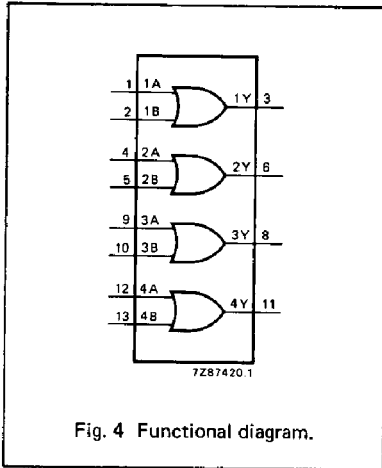 1 1A
1Y 3
2 1B
4 2A
2Y 6
5 2B
9 3A
3Y 8
10 3B
12 4A
4Y 11
13 4B
7Z87420.1
Fig. 4 Functional diagram.